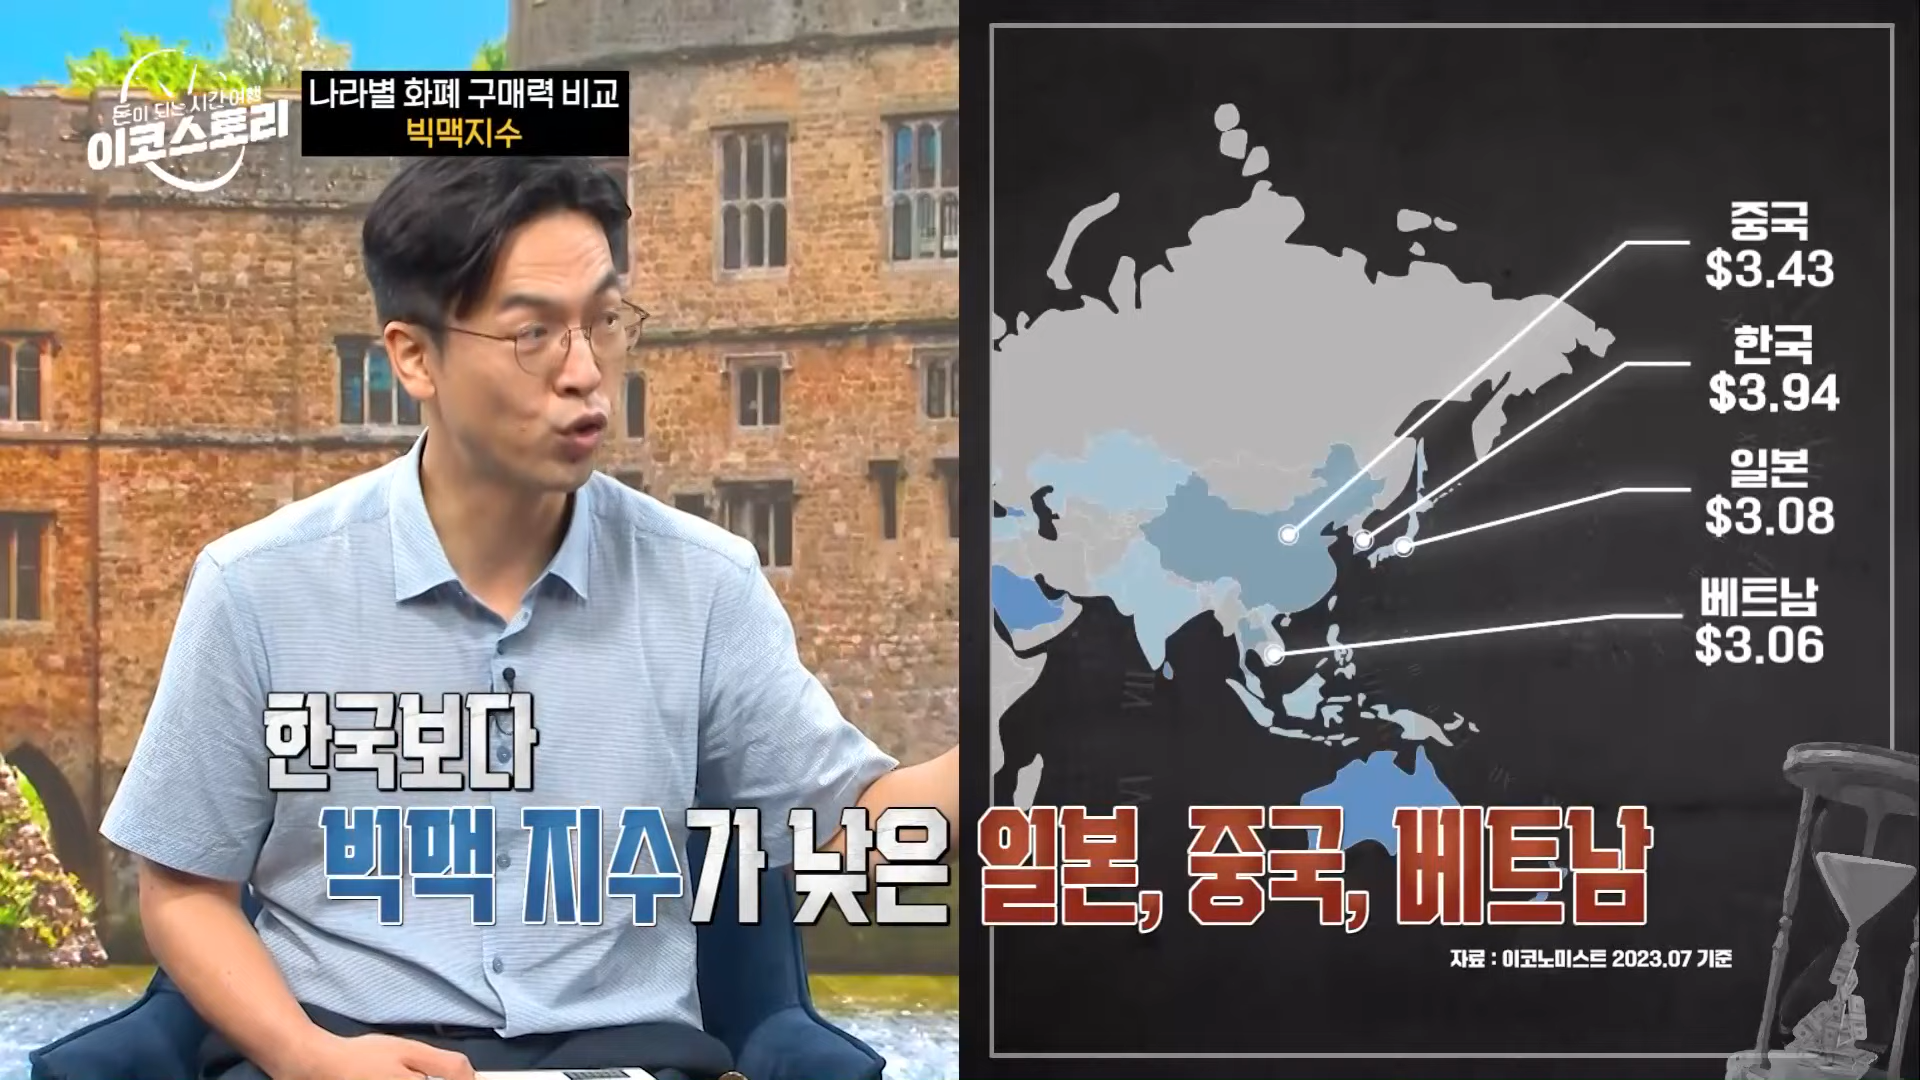 돈이 되는 시간 여행
이코스토리
나라별 화폐 구매력 비교
빅맥지수
중국
$3.43
한국
$3.94
일본
$3.08
베트남
$3.06
한국보다
빅맥 지수가 낮은 일본, 중국, 베트남
자료 : 이코노미스트 2023.07 기준